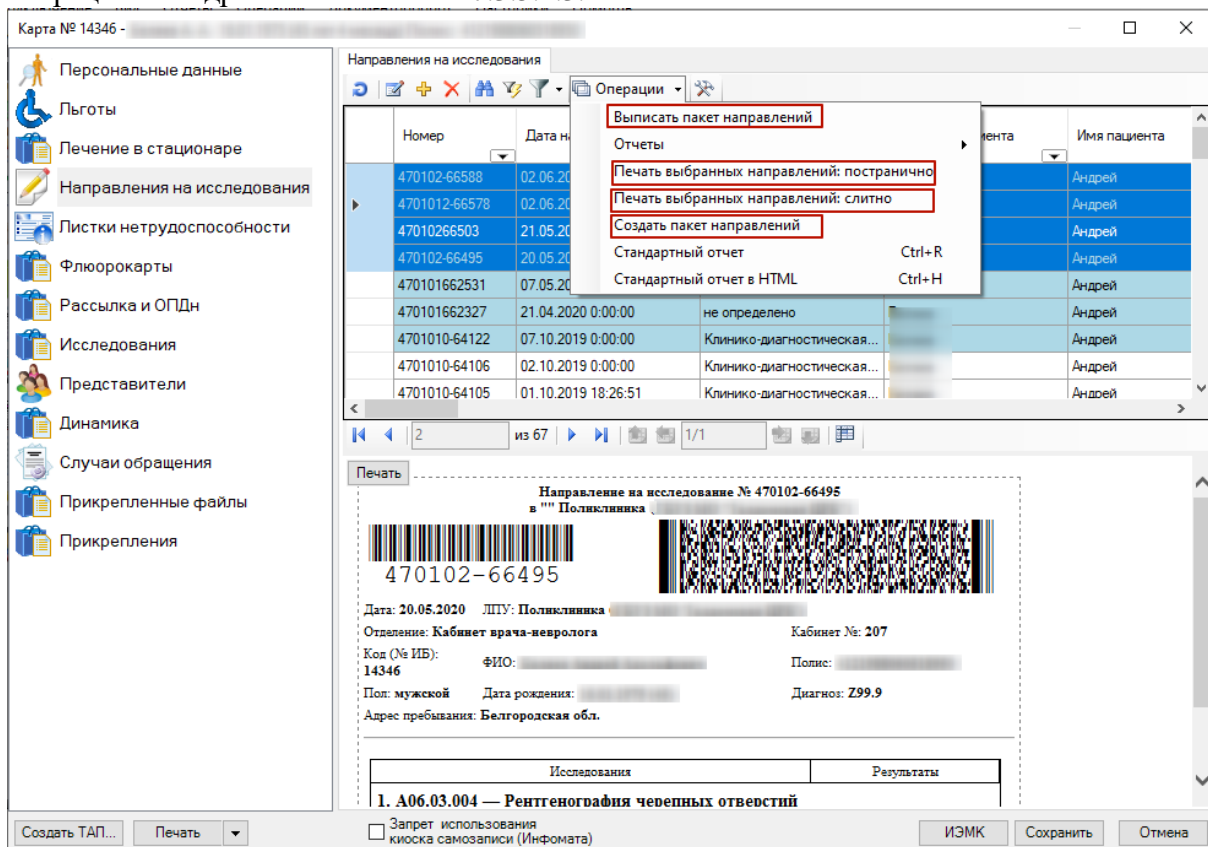 Карта № 14346 -
Персональные данные
Льготы
Лечение в стационаре
Направления на исследования
Листки нетрудоспособности
Флюорокарты
Рассылка и ОПДн
Исследования
Представители
Динамика
Случаи обращения
Прикрепленные файлы
Прикрепления
Направления на исследования
Операции
Выписать пакет направлений
Отчеты
Печать выбранных направлений: постранично
Печать выбранных направлений: слитно
Создать пакет направлений
Стандартный отчет Ctrl+R
Стандартный отчет в HTML Ctrl+H
Номер Дата Имя пациента
470102-66588 02.06.20 Андрей
4701012-66578 02.06.20 Андрей
47010266503 21.05.20 Андрей
470102-66495 20.05.20 Андрей
470101662531 07.05.20 Андрей
470101662327 21.04.2020 0:00:00 не определено Андрей
4701010-64122 07.10.2019 0:00:00 Клинико-диагностическая... Андрей
4701010-64106 02.10.2019 0:00:00 Клинико-диагностическая... Андрей
4701010-64105 01.10.2019 18:26:51 Клинико-диагностическая... Андрей
2 из 67 1/1
Печать
Направление на исследование № 470102-66495
в "" Поликлиника
470102-66495
Дата: 20.05.2020 ЛПУ: Поликлиника
Отделение: Кабинет врача-невролога Кабинет №: 207
Код (№ ИБ):
14346 ФИО: Полис:
Пол: мужской Дата рождения: Диагноз: Z99.9
Адрес пребывания: Белгородская обл.
Исследования Результаты
1. A06.03.004 — Рентгенография черепных отверстий
Создать ТАП... Печать
Запрет использования
киоска самозаписи (Инфомата)
ИЭМК Сохранить Отмена